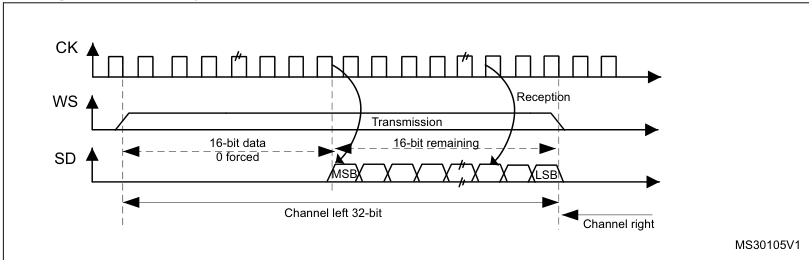 CK
Reception
WS
Transmission
16-bit data
0 forced
16-bit remaining
SD
MSB
LSB
Channel left 32-bit
Channel right
MS30105V1